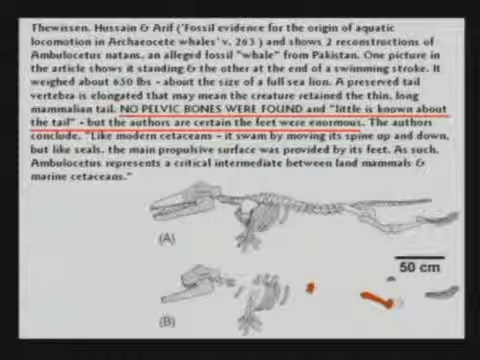 Thewissen, Hussain & Arif ('Fossil evidence for the origin of aquatic
locomotion in Archaeocete whales' v. 263 ) and shows 2 reconstructions of
Ambulocetus natans, an alleged fossil "whale" from Pakistan. One picture
in the article shows it standing & the other at the end of a swimming stroke. It
weighed about 650 lbs - about the size of a full sea lion. A preserved tail
vertebra is elongated that may mean the creature retained the thin, long
mammalian tail. NO PELVIC BONES WERE FOUND and "little is known about
the tail" - but the authors are certain the feet were enormous. The authors
conclude, "Like modern cetaceans - it swam by moving its spine up and down,
but like seals, the main propulsive surface was provided by its feet. As such,
Ambulocetus represents a critical intermediate between land mammals &
marine cetaceans."
(A)
50 cm
(B)